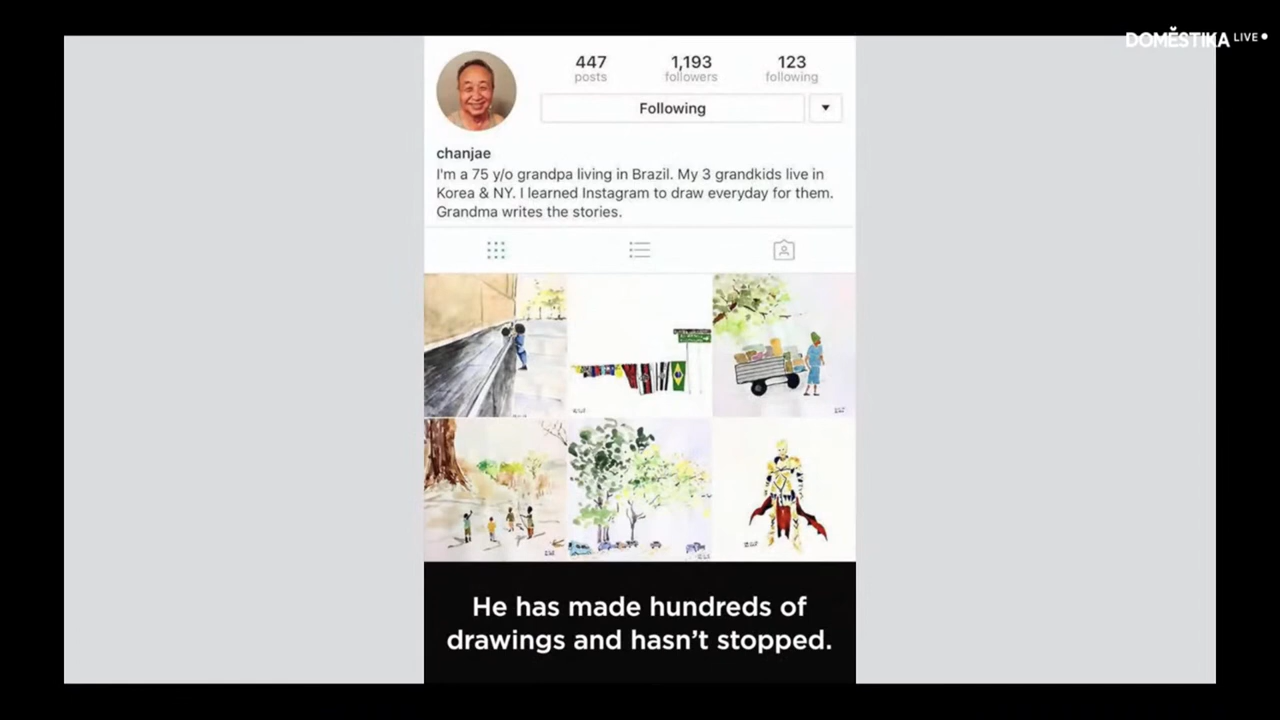 DOMĚSTIKA LIVE
447 1,193 123
posts followers following
Following
chanjae
I'm a 75 y/o grandpa living in Brazil. My 3 grandkids live in
Korea & NY. I learned Instagram to draw everyday for them.
Grandma writes the stories.
He has made hundreds of
drawings and hasn't stopped.